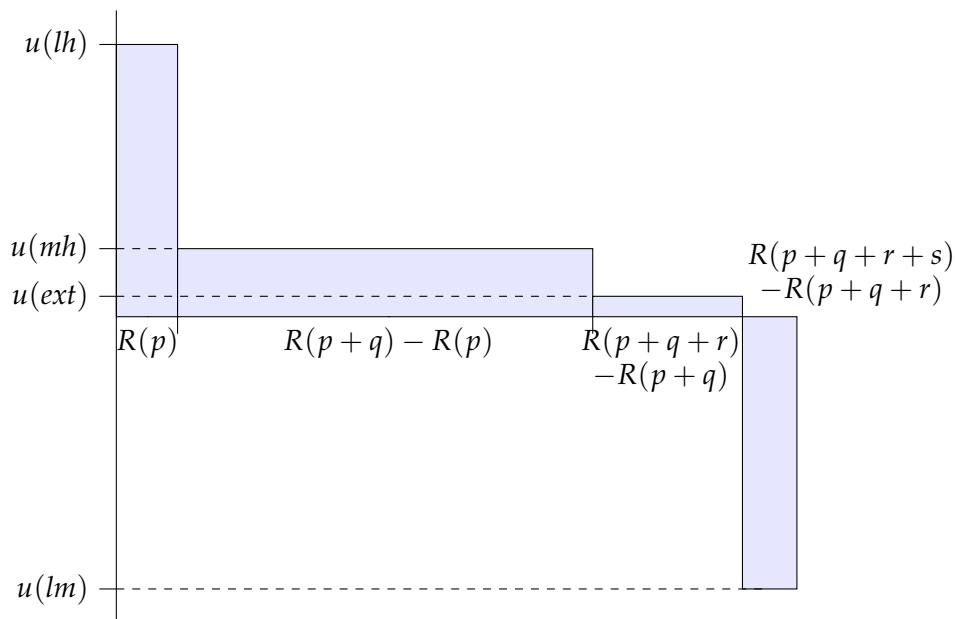 u(lh)
u(mh)
R(p + q + r + s)
−R(p + q + r)
u(ext)
R(p)
R(p + q) − R(p)
R(p + q + r)
−R(p + q)
u(lm)